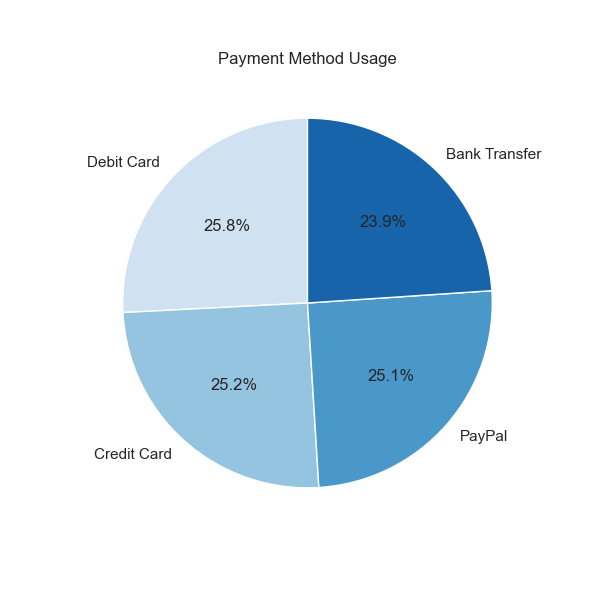 Payment Method Usage
Debit Card
Bank Transfer
25.8%
23.9%
25.2%
25.1%
Credit Card
PayPal